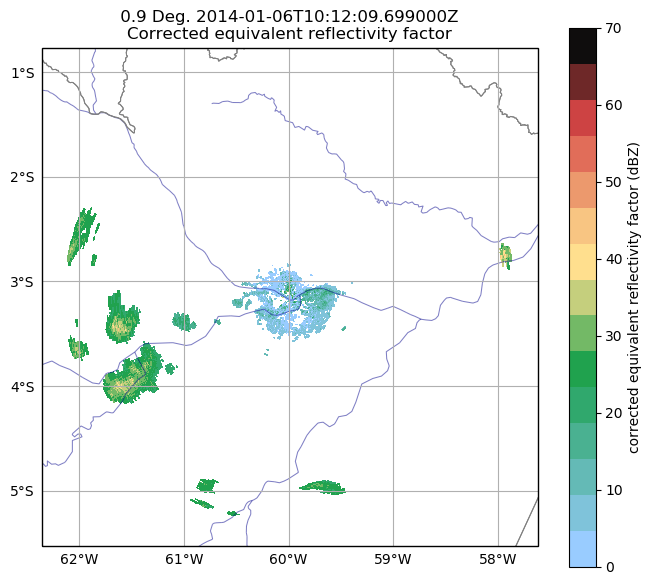 0.9 Deg. 2014-01-06T10:12:09.699000Z
Corrected equivalent reflectivity factor
1°S
2°S
3°S
4°S
5°S
62°W
61°W
60°W
59°W
58°W
70
60
50
40
30
20
10
0
corrected equivalent reflectivity factor (dBZ)